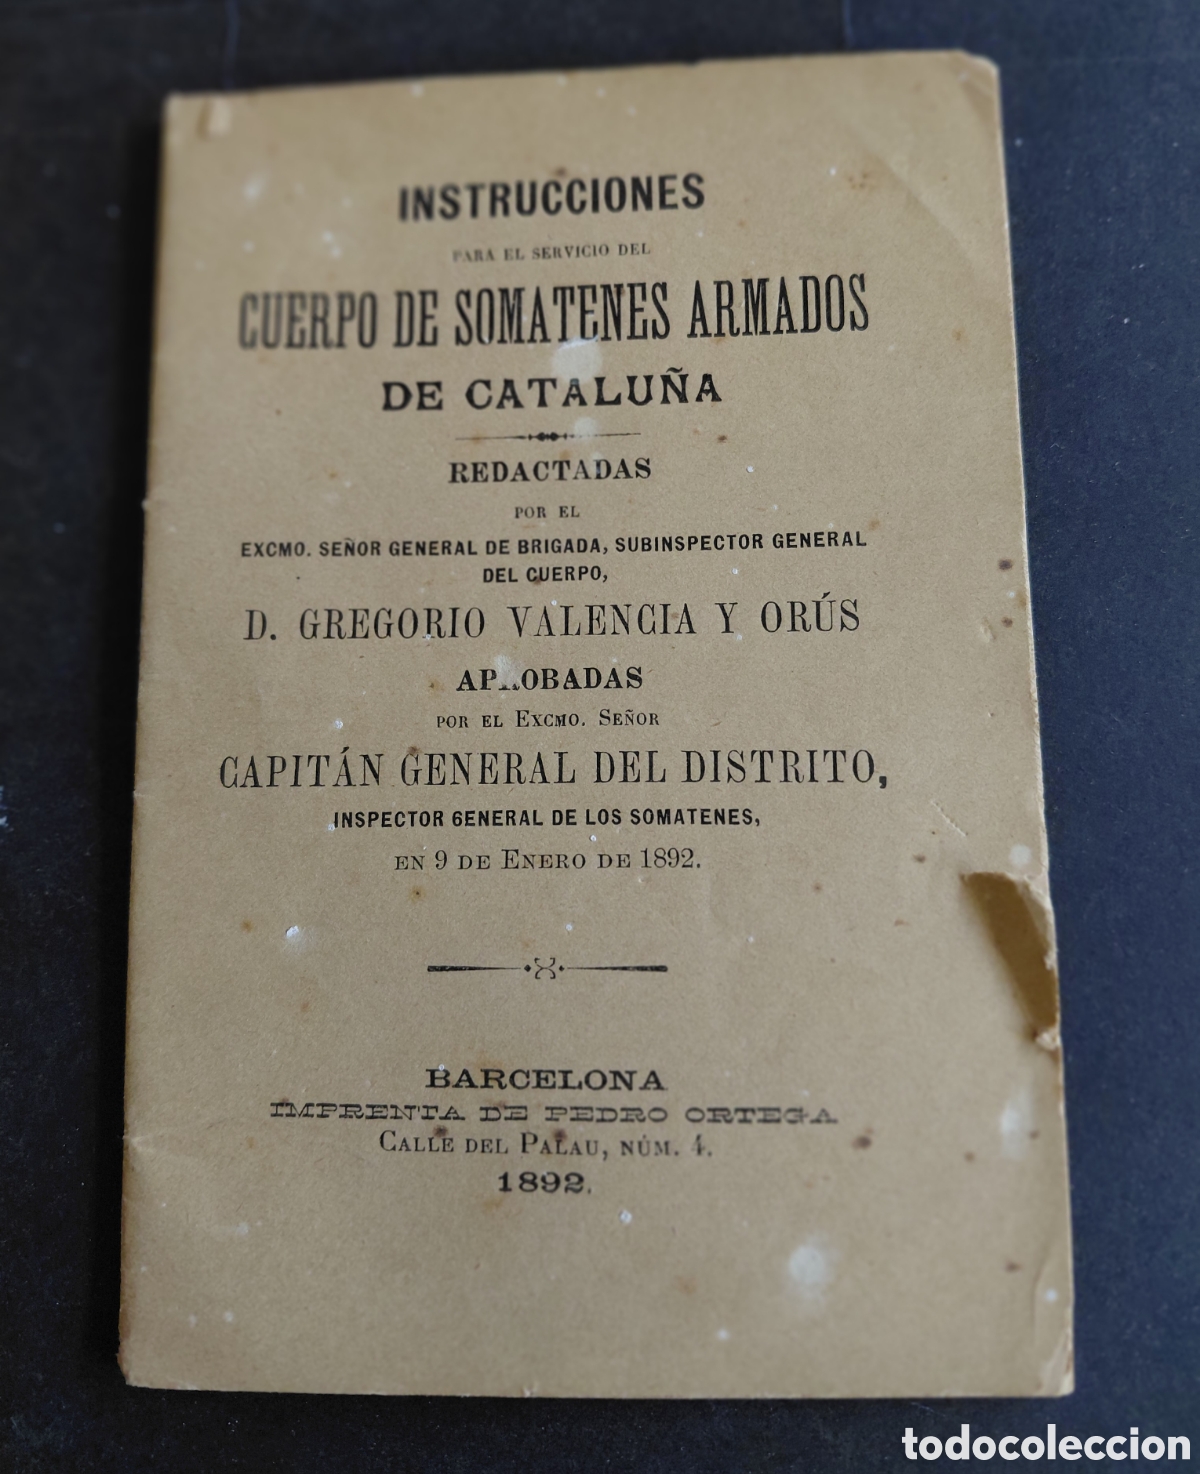 INSTRUCCIONES
PARA EL SERVICIO DEL
CUERPO DE SOMATENES ARMADOS
DE CATALUÑA
REDACTADAS
POR EL
EXCMO. SEÑOR GENERAL DE BRIGADA, SUBINSPECTOR GENERAL
DEL CUERPO,
D. GREGORIO VALENCIA Y ORÚS
APROBADAS
POR EL EXCMO. SEÑOR
CAPITÁN GENERAL DEL DISTRITO,
INSPECTOR GENERAL DE LOS SOMATENES,
EN 9 DE ENERO DE 1892.
BARCELONA
IMPRENTA DE PEDRO ORTEGA
CALLE DEL PALAU, NÚM. 4.
1892.
todocoleccion